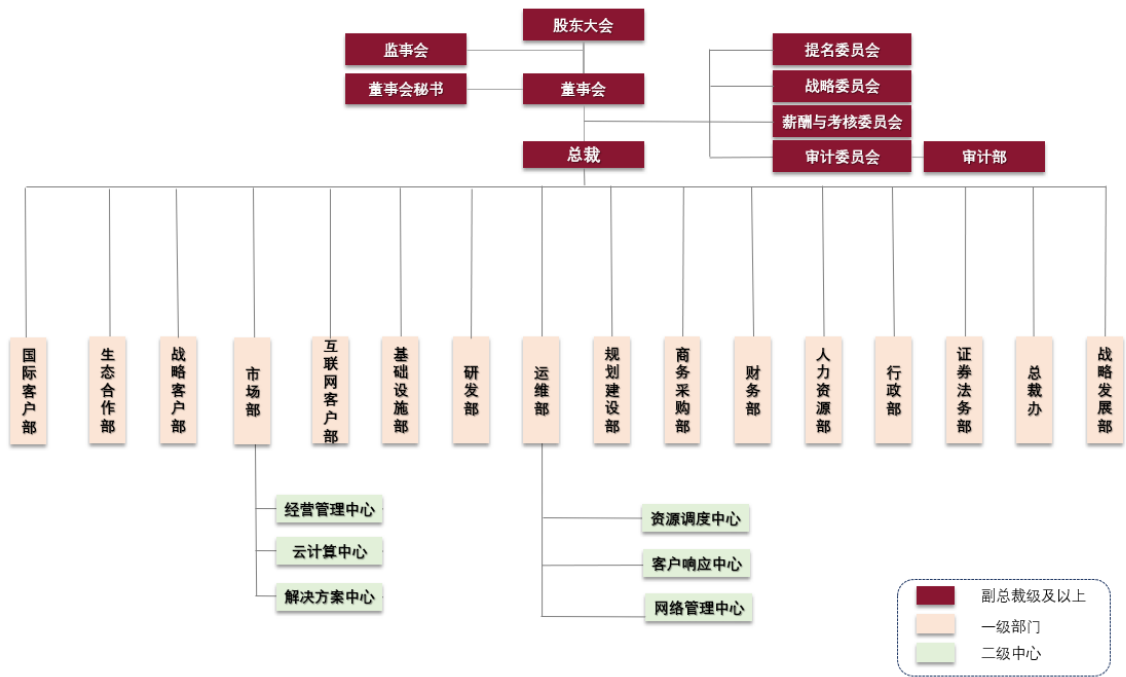 股东大会
监事会
提名委员会
董事会秘书
董事会
战略委员会
薪酬与考核委员会
总裁
审计委员会
审计部
国际客户部
生态合作部
战略客户部
市场部
互联网客户部
基础设施部
研发部
运维部
规划建设部
商务采购部
财务部
人力资源部
行政部
证券法务部
总裁办
战略发展部
经营管理中心
云计算中心
解决方案中心
资源调度中心
客户响应中心
网络管理中心
副总裁级及以上
一级部门
二级中心